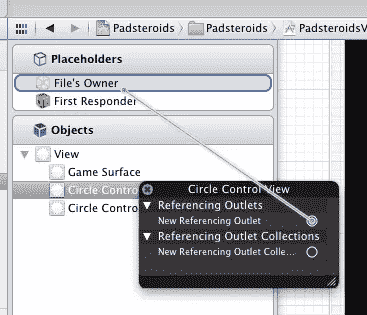 Padsteroids Padsteroids PadsteroidsV
Placeholders
File's Owner
First Responder
Objects
View
Game Surface
Circle Contro
Circle Contro
Circle Control View
Referencing Outlets
New Referencing Outlet
Referencing Outlet Collections
New Referencing Outlet Colle...